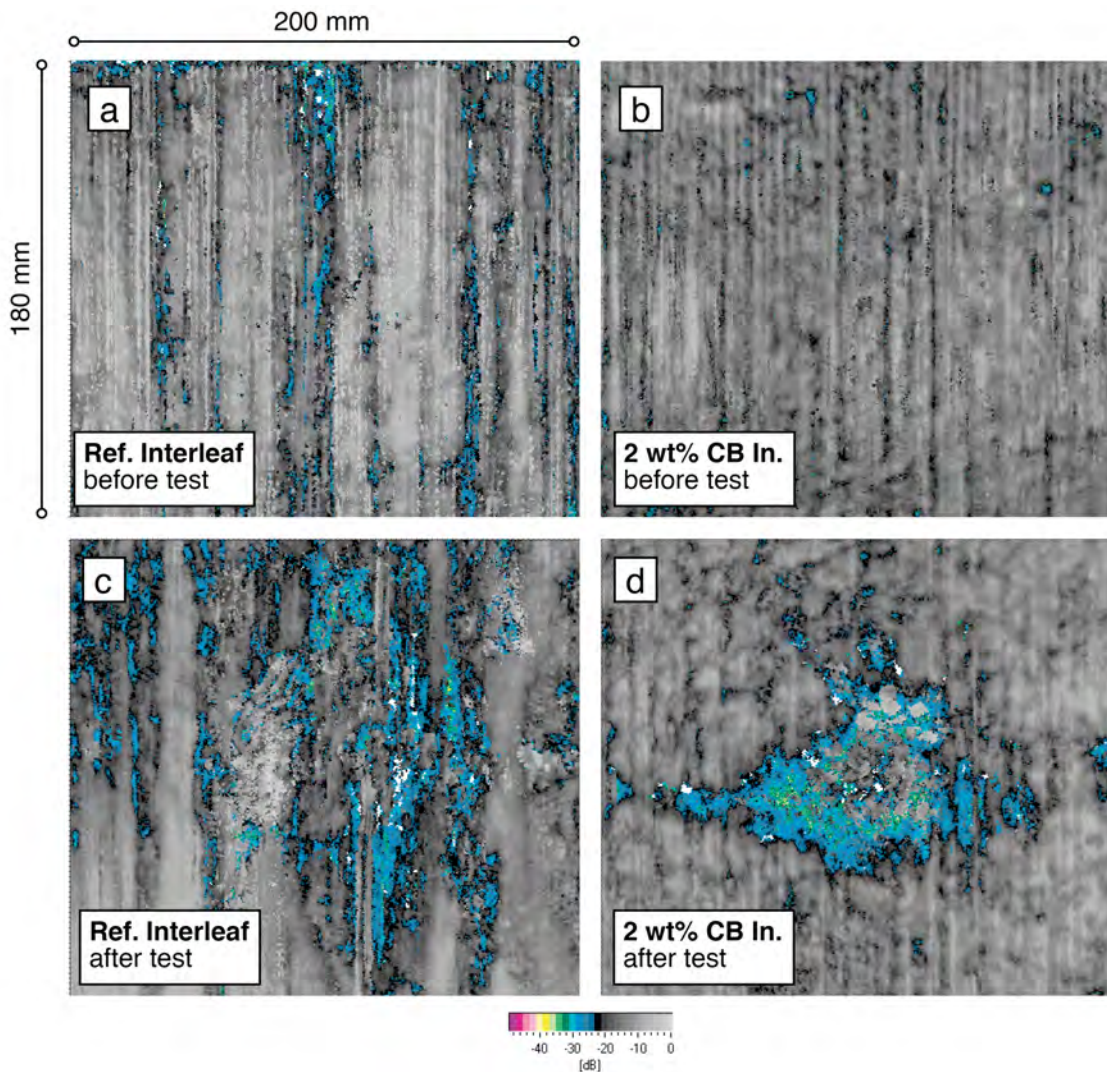 200 mm
180 mm
a
b
Ref. Interleaf
before test
2 wt% CB In.
before test
c
d
Ref. Interleaf
after test
2 wt% CB In.
after test
-40 -30 -20 -10 0
[dB]